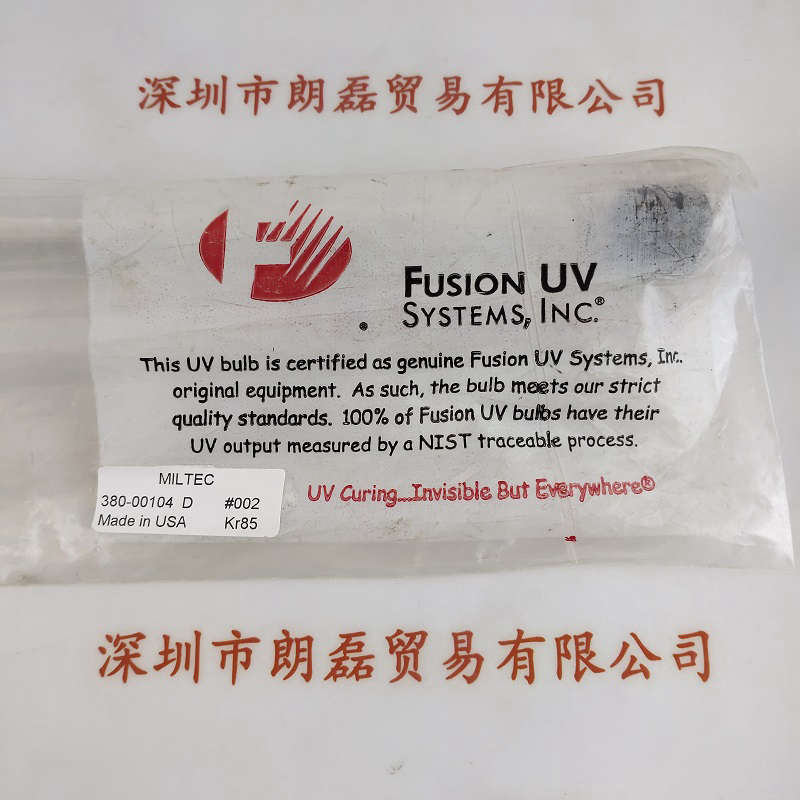 深圳市朗磊贸易有限公司
FUSION UV
SYSTEMS, INC.®
®
This UV bulb is certified as genuine Fusion UV Systems, Inc.
original equipment. As such, the bulb meets our strict
quality standards. 100% of Fusion UV bulbs have their
UV output measured by a NIST traceable process.
UV Curing...Invisible But Everywhere®
MILTEC
380-00104 D #002
Made in USA Kr85
深圳市朗磊贸易有限公司